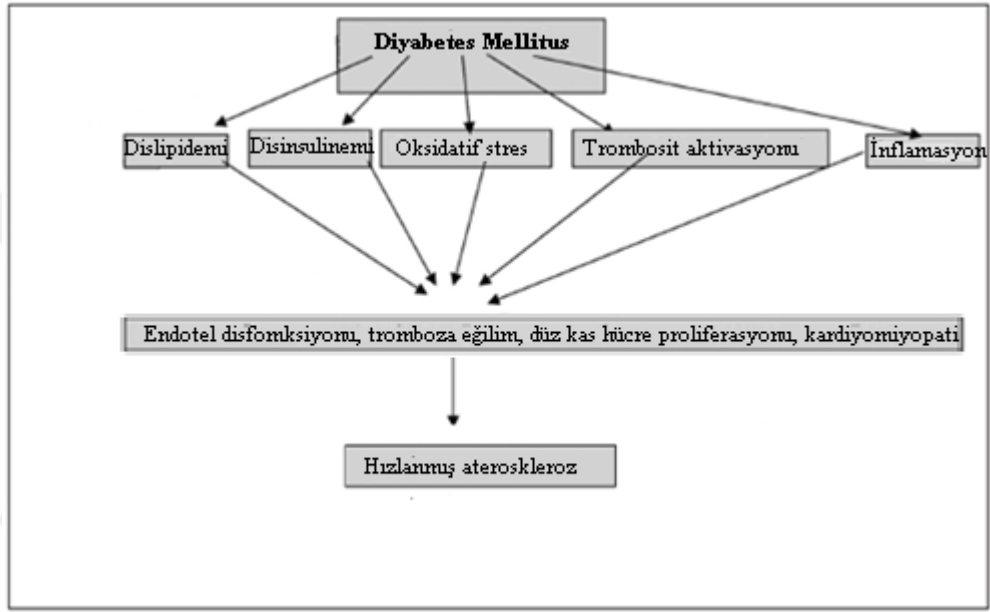 Diyabetes Mellitus
Dislipidemi
Disinsulinemi
Oksidatif stres
Trombosit aktivasyonu
İnflamasyon
Endotel disfomksiyonu, tromboza eğilim, düz kas hücre proliferasyonu, kardiyomiyopati
Hızlanmış ateroskleroz